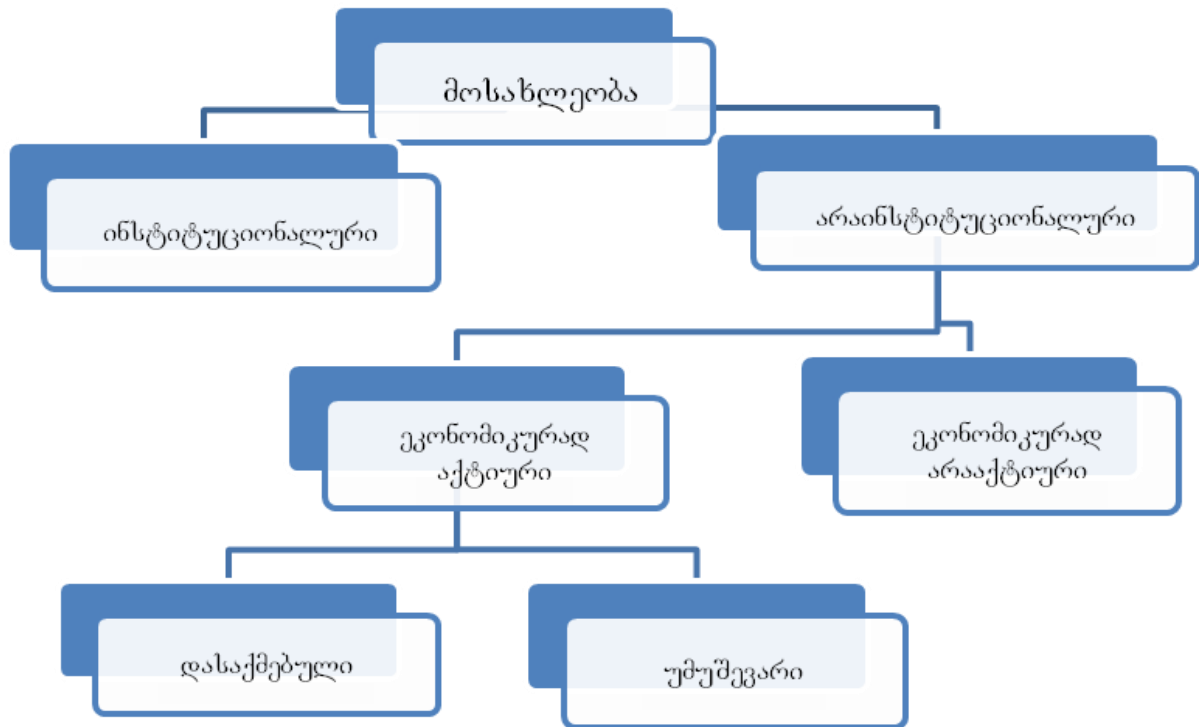 მოსახლეობა
ინსტიტუციონალური
არაინსტიტუციონალური
ეკონომიკურად
აქტიური
ეკონომიკურად
არააქტიური
დასაქმებული
უმუშევარი